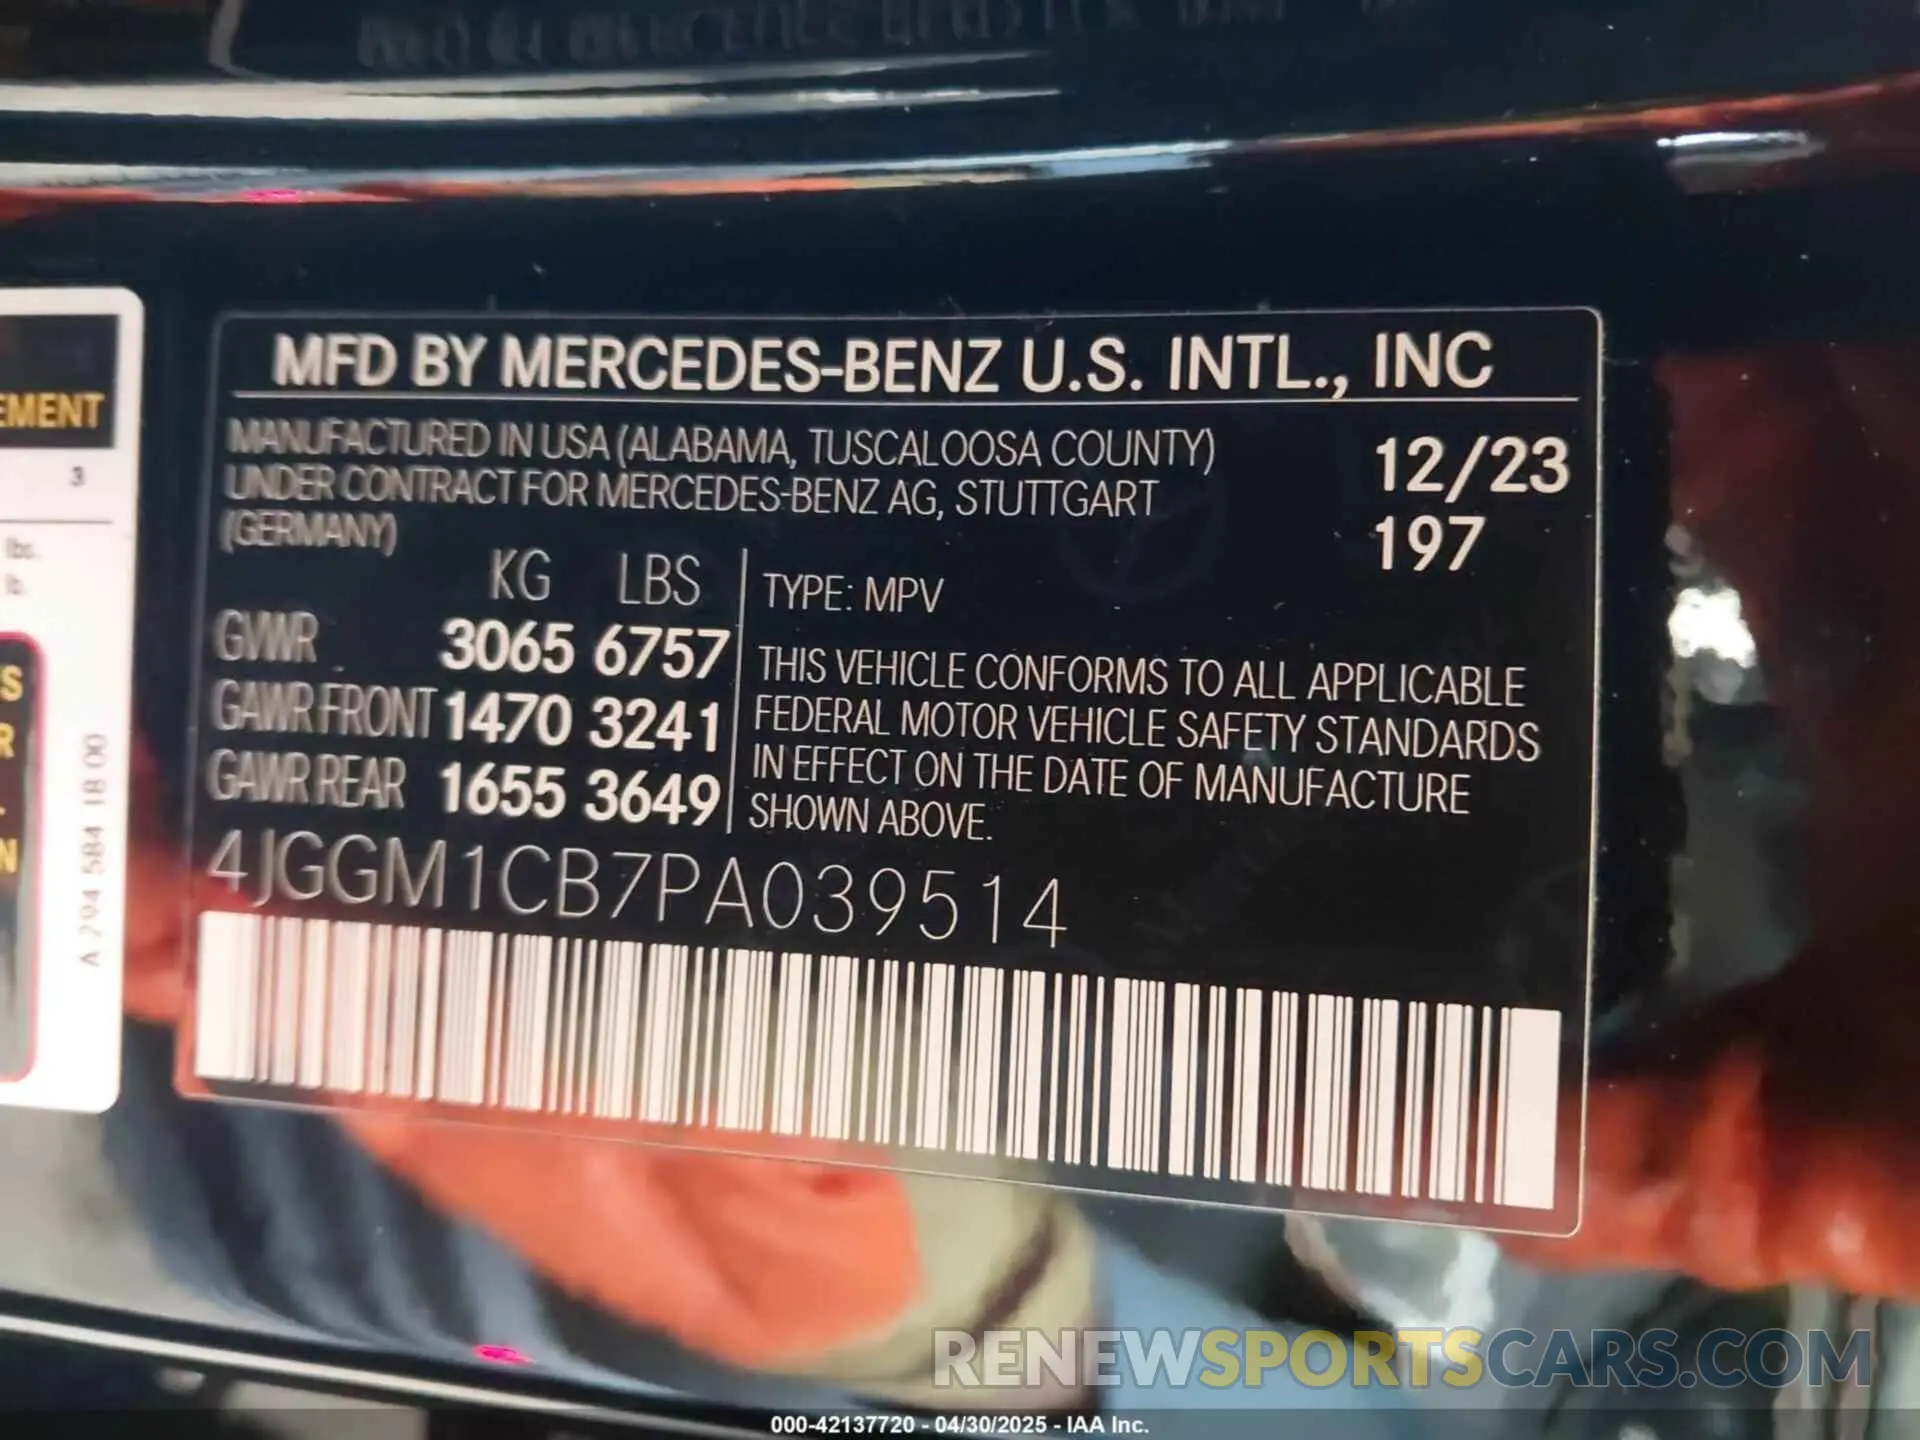 MFD BY MERCEDES-BENZ U.S. INTL., INC
MANUFACTURED IN USA (ALABAMA, TUSCALOOSA COUNTY)
UNDER CONTRACT FOR MERCEDES-BENZ AG, STUTTGART
(GERMANY)
12/23
197
KG LBS
GVWR 3065 6757
GAWR FRONT 1470 3241
GAWR REAR 1655 3649
TYPE: MPV
THIS VEHICLE CONFORMS TO ALL APPLICABLE
FEDERAL MOTOR VEHICLE SAFETY STANDARDS
IN EFFECT ON THE DATE OF MANUFACTURE
SHOWN ABOVE.
4JGGM1CB7PA039514
EMENT
3
lbs.
lb.
S
R
N
A 294 584 18 00
RENEWSPORTSCARS.COM
000-42137720 - 04/30/2025 - IAA Inc.